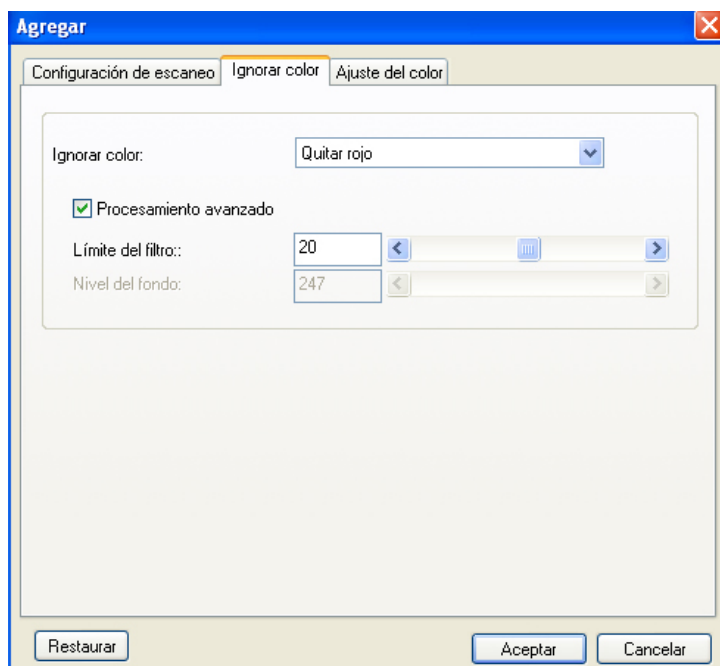 Agregar
Configuración de escaneo Ignorar color Ajuste del color
Ignorar color: Quitar rojo
Procesamiento avanzado
Límite del filtro:: 20
Nivel del fondo: 247
Restaurar Aceptar Cancelar